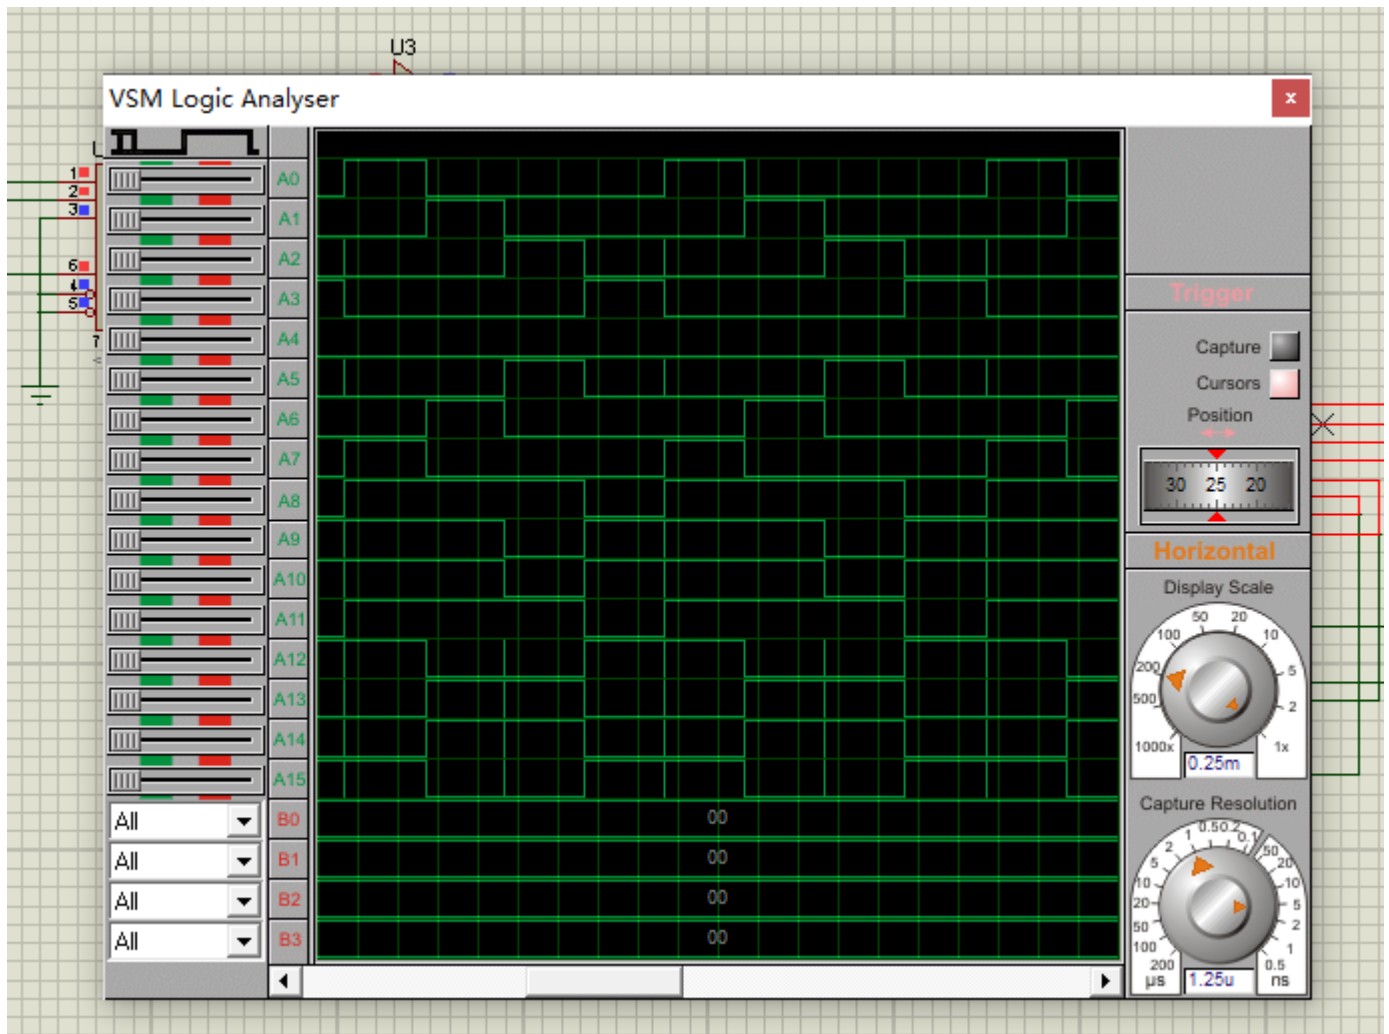 U3
VSM Logic Analyser
x
1
2
3
6
4
5
7
A0
A1
A2
A3
A4
A5
A6
A7
A8
A9
A10
A11
A12
A13
A14
A15
All B0 00
All B1 00
All B2 00
All B3 00
Trigger
Capture
Cursors
Position
30 25 20
Horizontal
Display Scale
50 20
100 10
200 5
500 2
1000x 1x
0.25m
Capture Resolution
1 0.5 0.2 0.1
2 50
5 20
10 10
20 5
50 2
100 1
200 0.5
µs 1.25u ns